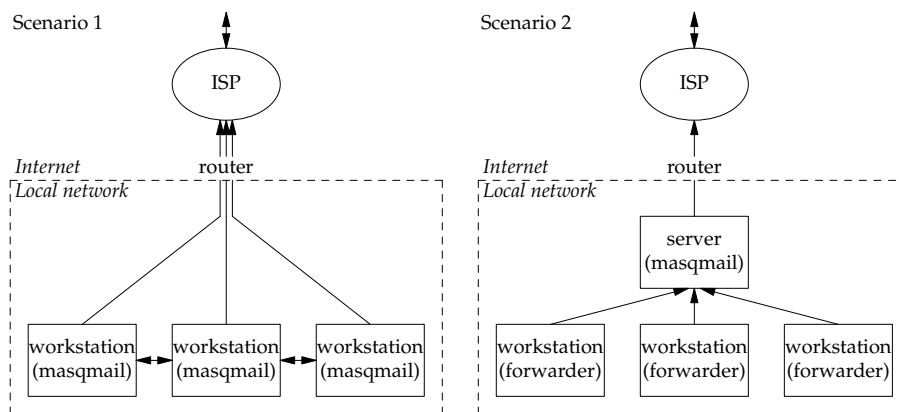 Scenario 1
ISP
Internet
router
Local network
workstation
(masqmail)
workstation
(masqmail)
workstation
(masqmail)
Scenario 2
ISP
Internet
router
Local network
server
(masqmail)
workstation
(forwarder)
workstation
(forwarder)
workstation
(forwarder)